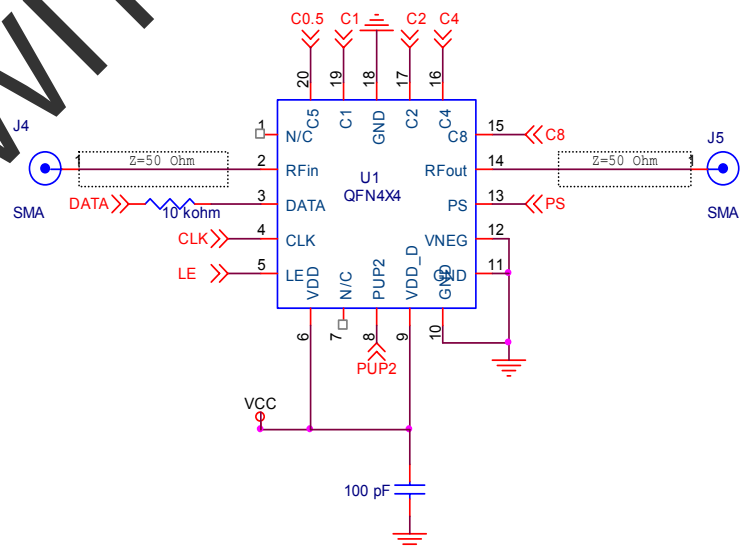 C0.5
C1
C2
C4
20
19
18
17
16
C5
C1
GND
C2
C4
J4
1
N/C
C8
15
C8
J5
1
Z=50 Ohm
2
RFin
U1
QFN4X4
RFout
14
Z=50 Ohm
1
SMA
DATA
10 kohm
3
DATA
PS
13
PS
SMA
CLK
4
CLK
VNEG
12
LE
5
LE
GND
11
VDD
N/C
PUP2
VDD_D
GND
6
7
8
9
10
PUP2
VCC
100 pF